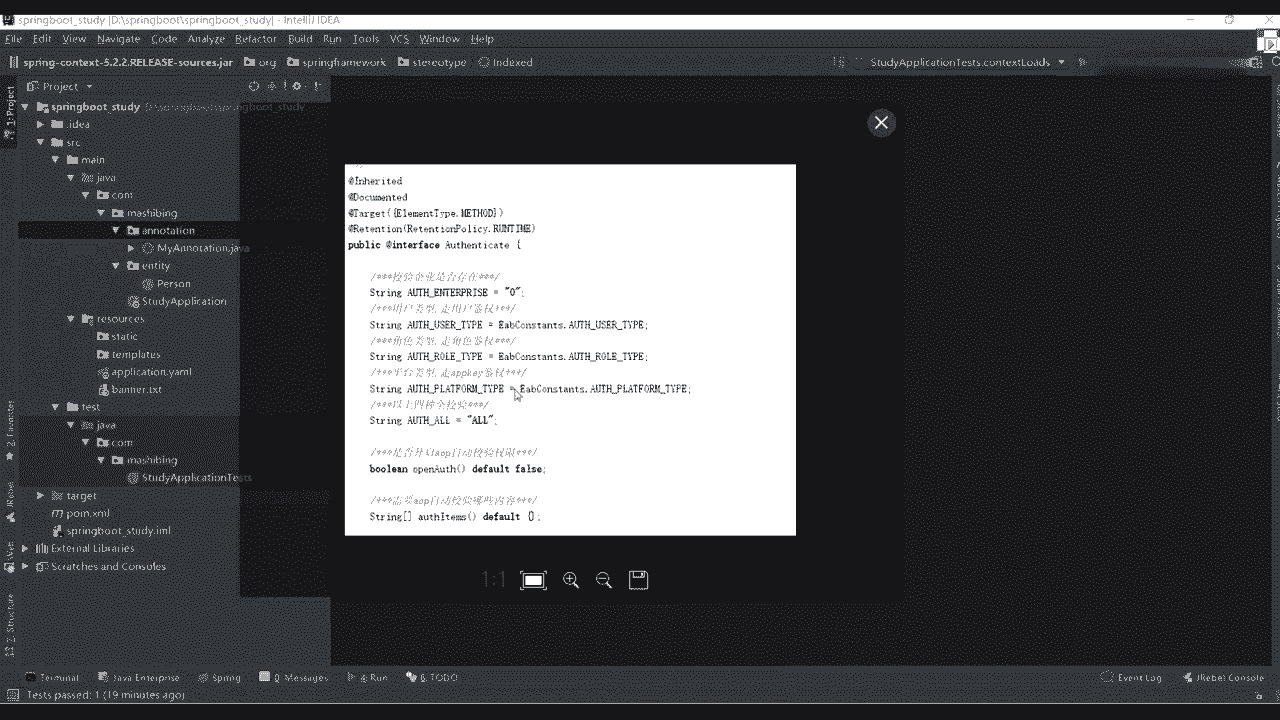 springboot_study [D:\springboot\springboot_study] - IntelliJ IDEA
File Edit View Navigate Code Analyze Refactor Build Run Tools VCS Window Help
spring-context-5.2.2.RELEASE-sources.jar org springframework stereotype Indexed StudyApplicationTests.contextLoads
Project
1: Project
springboot_study
.idea
src
main
java
com
mashibing
annotation
MyAnnotation.java
entity
Person
StudyApplication
resources
static
templates
application.yaml
banner.txt
test
java
com
mashibing
StudyApplicationTests
target
pom.xml
springboot_study.iml
External Libraries
Scratches and Consoles
2: Favorites
JRebel
Web
Z: Structure
@Inherited
@Documented
@Target({ElementType.METHOD})
@Retention(RetentionPolicy.RUNTIME)
public @interface Authenticate {
/***校验企业是否存在***/
String AUTH_ENTERPRISE = "0";
/***用户类型, 走用户鉴权***/
String AUTH_USER_TYPE = EabConstants.AUTH_USER_TYPE;
/***角色类型, 走角色鉴权***/
String AUTH_ROLE_TYPE = EabConstants.AUTH_ROLE_TYPE;
/***平台类型, 走appkey鉴权***/
String AUTH_PLATFORM_TYPE = EabConstants.AUTH_PLATFORM_TYPE;
/***以上四种全校验***/
String AUTH_ALL = "ALL";
/***是否开启aop自动校验权限***/
boolean openAuth() default false;
/***需要aop自动校验哪些内容***/
String[] authItems() default {};
1:1
Terminal Java Enterprise Spring 0: Messages 4: Run 6: TODO Event Log JRebel Console
Tests passed: 1 (19 minutes ago)